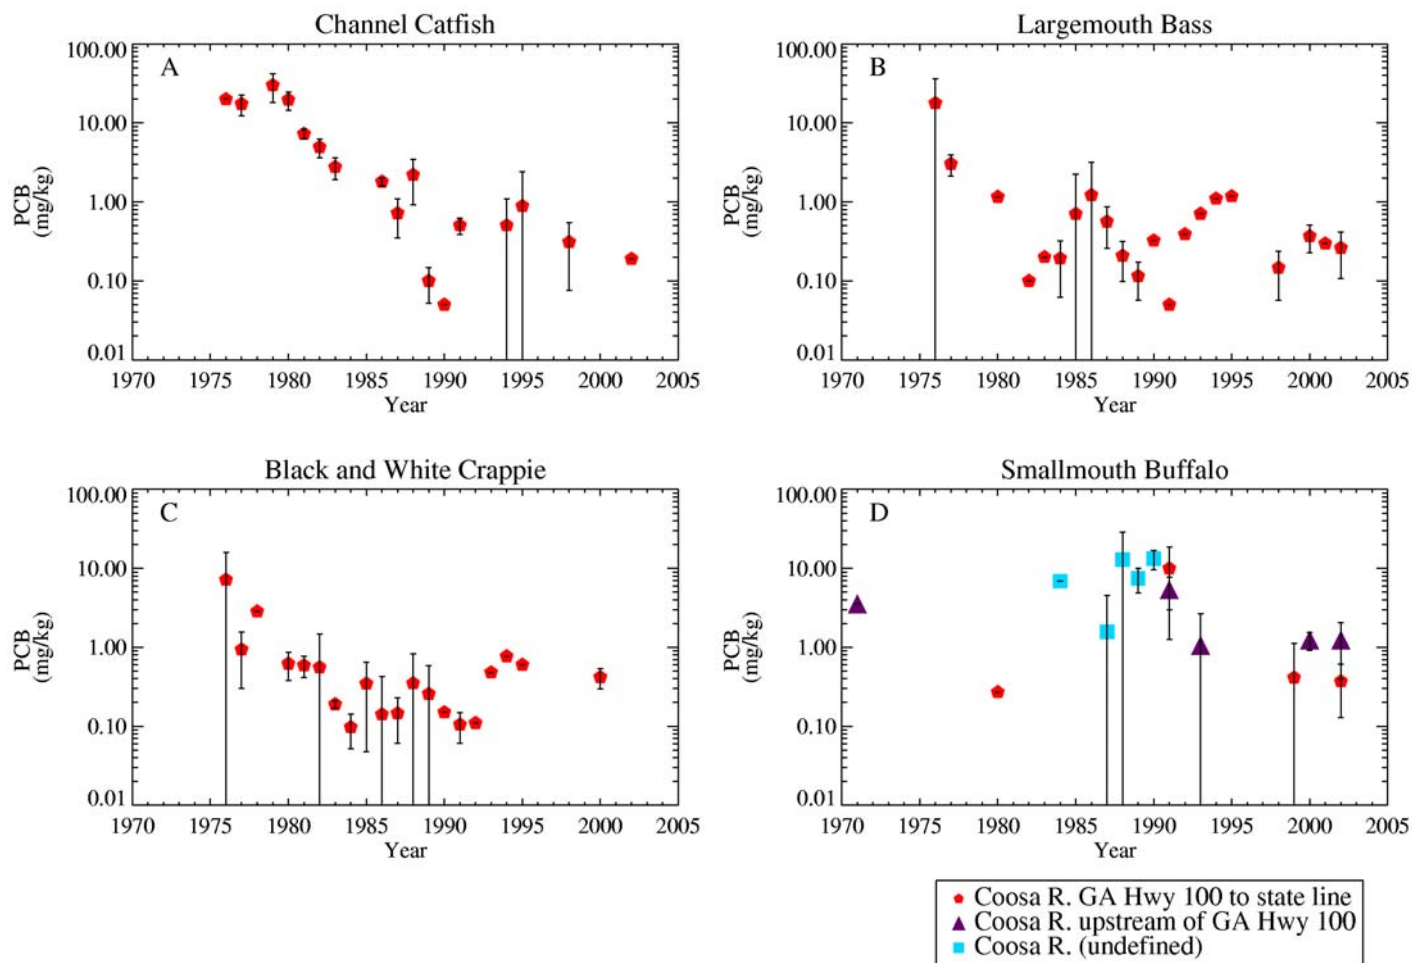 Channel Catfish
A
100.00
10.00
1.00
0.10
0.01
PCB
(mg/kg)
1970 1975 1980 1985 1990 1995 2000 2005
Year
Largemouth Bass
B
100.00
10.00
1.00
0.10
0.01
PCB
(mg/kg)
1970 1975 1980 1985 1990 1995 2000 2005
Year
Black and White Crappie
C
100.00
10.00
1.00
0.10
0.01
PCB
(mg/kg)
1970 1975 1980 1985 1990 1995 2000 2005
Year
Smallmouth Buffalo
D
100.00
10.00
1.00
0.10
0.01
PCB
(mg/kg)
1970 1975 1980 1985 1990 1995 2000 2005
Year
Coosa R. GA Hwy 100 to state line
Coosa R. upstream of GA Hwy 100
Coosa R. (undefined)